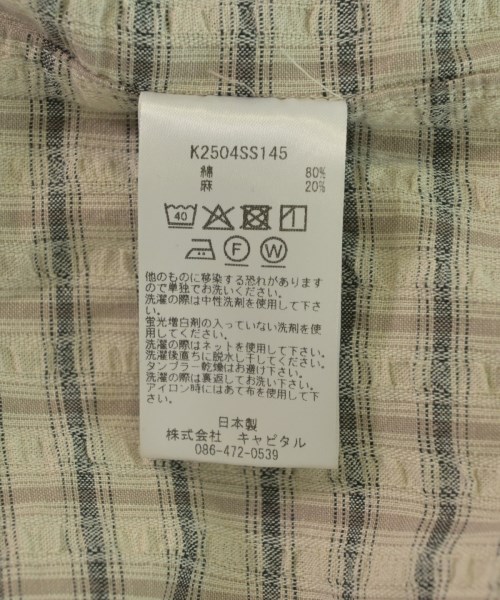 K2504SS145
綿 80%
麻 20%
40
F W
他のものに移染する恐れがあります
ので単独でお洗いください。
洗濯の際は中性洗剤を使用して下さ
い。
蛍光増白剤の入っていない洗剤を使
用してください。
洗濯の際はネットを使用して下さい。
洗濯後直ちに脱水し干してください。
タンブラー乾燥はお避け下さい。
洗濯の際は裏返してお洗い下さい。
アイロン時にはあて布を使用して下
さい。
日本製
株式会社 キャピタル
086-472-0539